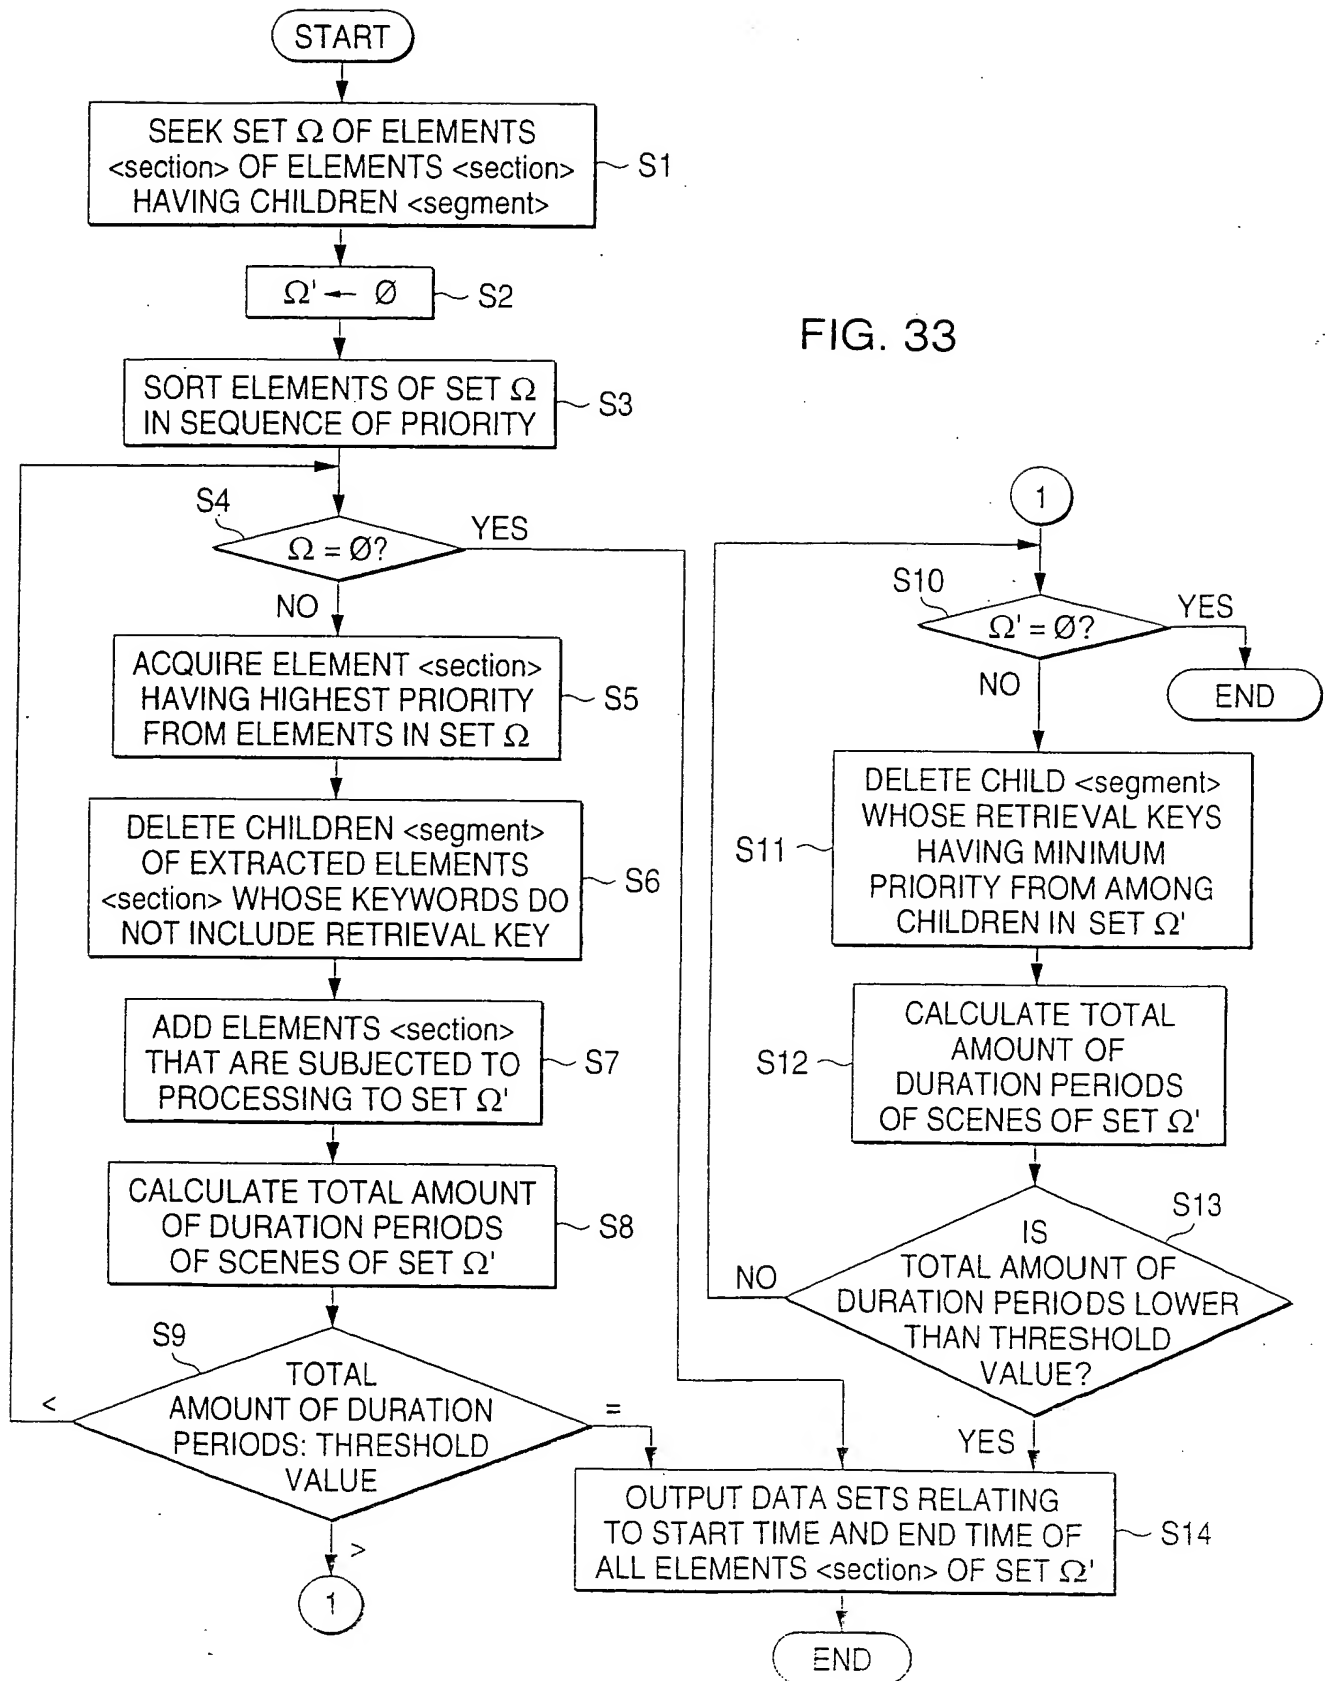 START
SEEK SET Ω OF ELEMENTS
<section> OF ELEMENTS <section>
HAVING CHILDREN <segment>
S1
Ω' ← Ø
S2
FIG. 33
SORT ELEMENTS OF SET Ω
IN SEQUENCE OF PRIORITY
S3
S4
Ω = Ø?
YES
NO
ACQUIRE ELEMENT <section>
HAVING HIGHEST PRIORITY
FROM ELEMENTS IN SET Ω
S5
DELETE CHILDREN <segment>
OF EXTRACTED ELEMENTS
<section> WHOSE KEYWORDS DO
NOT INCLUDE RETRIEVAL KEY
S6
ADD ELEMENTS <section>
THAT ARE SUBJECTED TO
PROCESSING TO SET Ω'
S7
CALCULATE TOTAL AMOUNT
OF DURATION PERIODS
OF SCENES OF SET Ω'
S8
S9
TOTAL
AMOUNT OF DURATION
PERIODS: THRESHOLD
VALUE
<
=
>
1
1
S10
Ω' = Ø?
YES
NO
END
DELETE CHILD <segment>
WHOSE RETRIEVAL KEYS
HAVING MINIMUM
PRIORITY FROM AMONG
CHILDREN IN SET Ω'
S11
CALCULATE TOTAL
AMOUNT OF
DURATION PERIODS
OF SCENES OF SET Ω'
S12
S13
IS
TOTAL AMOUNT OF
DURATION PERIODS LOWER
THAN THRESHOLD
VALUE?
NO
YES
OUTPUT DATA SETS RELATING
TO START TIME AND END TIME OF
ALL ELEMENTS <section> OF SET Ω'
S14
END